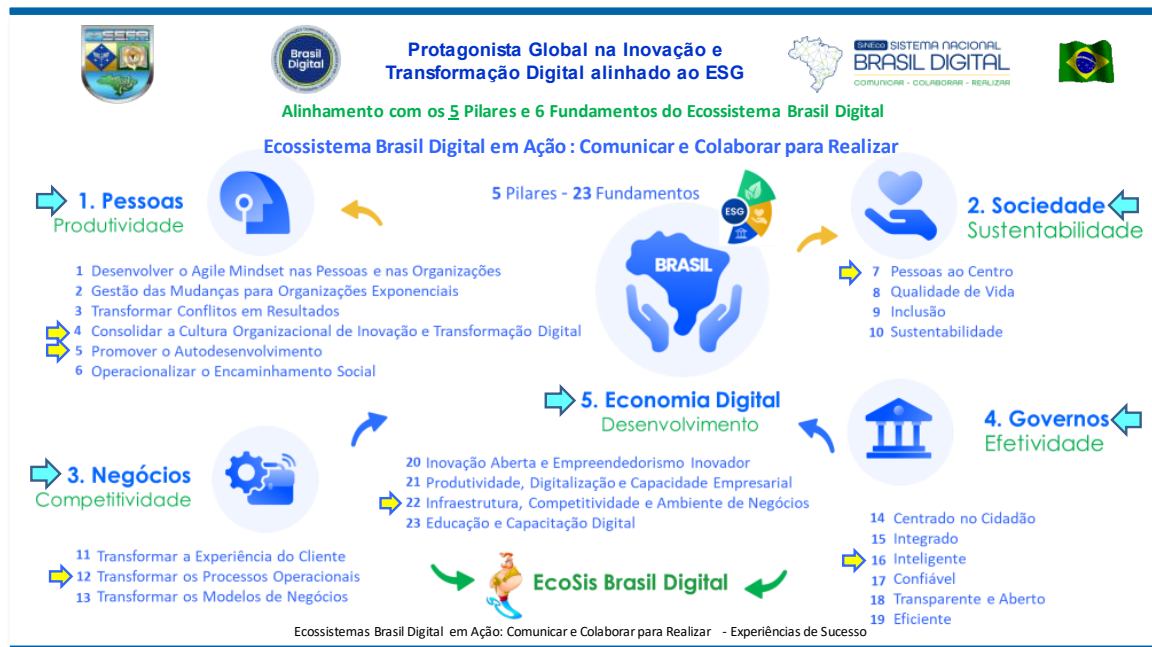 SEFA
Brasil
Digital
Protagonista Global na Inovação e
Transformação Digital alinhado ao ESG
SINEco SISTEMA NACIONAL
BRASIL DIGITAL
COMUNICAR - COLABORAR - REALIZAR
Alinhamento com os 5 Pilares e 6 Fundamentos do Ecossistema Brasil Digital
Ecossistema Brasil Digital em Ação : Comunicar e Colaborar para Realizar
1. Pessoas
Produtividade
5 Pilares - 23 Fundamentos
ESG
BRASIL
2. Sociedade
Sustentabilidade
1 Desenvolver o Agile Mindset nas Pessoas e nas Organizações
2 Gestão das Mudanças para Organizações Exponenciais
3 Transformar Conflitos em Resultados
4 Consolidar a Cultura Organizacional de Inovação e Transformação Digital
5 Promover o Autodesenvolvimento
6 Operacionalizar o Encaminhamento Social
7 Pessoas ao Centro
8 Qualidade de Vida
9 Inclusão
10 Sustentabilidade
5. Economia Digital
Desenvolvimento
4. Governos
Efetividade
3. Negócios
Competitividade
20 Inovação Aberta e Empreendedorismo Inovador
21 Produtividade, Digitalização e Capacidade Empresarial
22 Infraestrutura, Competitividade e Ambiente de Negócios
23 Educação e Capacitação Digital
14 Centrado no Cidadão
15 Integrado
16 Inteligente
17 Confiável
18 Transparente e Aberto
19 Eficiente
11 Transformar a Experiência do Cliente
12 Transformar os Processos Operacionais
13 Transformar os Modelos de Negócios
EcoSis Brasil Digital
Ecossistemas Brasil Digital em Ação: Comunicar e Colaborar para Realizar - Experiências de Sucesso